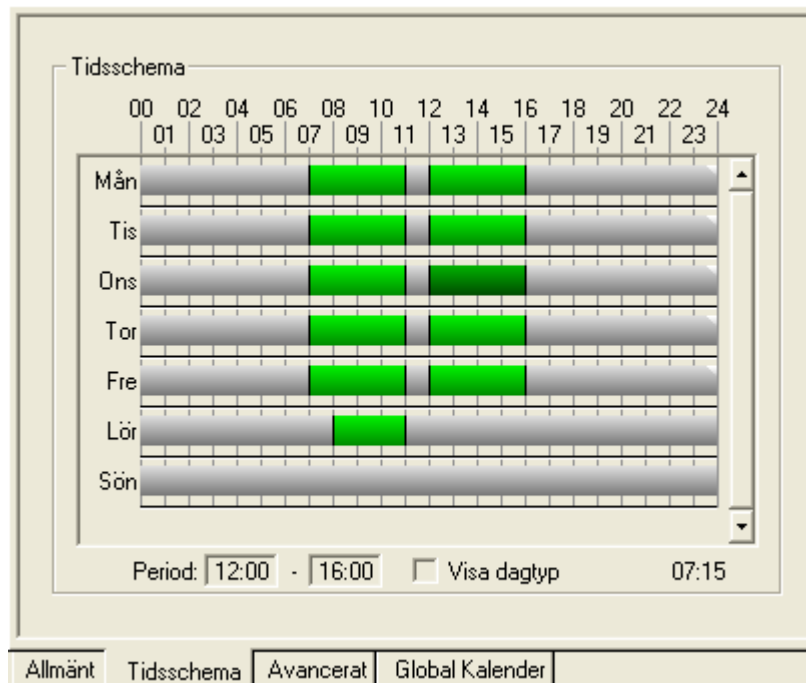 Tidsschema
00 02 04 06 08 10 12 14 16 18 20 22 24
01 03 05 07 09 11 13 15 17 19 21 23
Mån
Tis
Ons
Tor
Fre
Lör
Sön
Period: 12:00 - 16:00 Visa dagtyp 07:15
Allmänt Tidsschema Avancerat Global Kalender